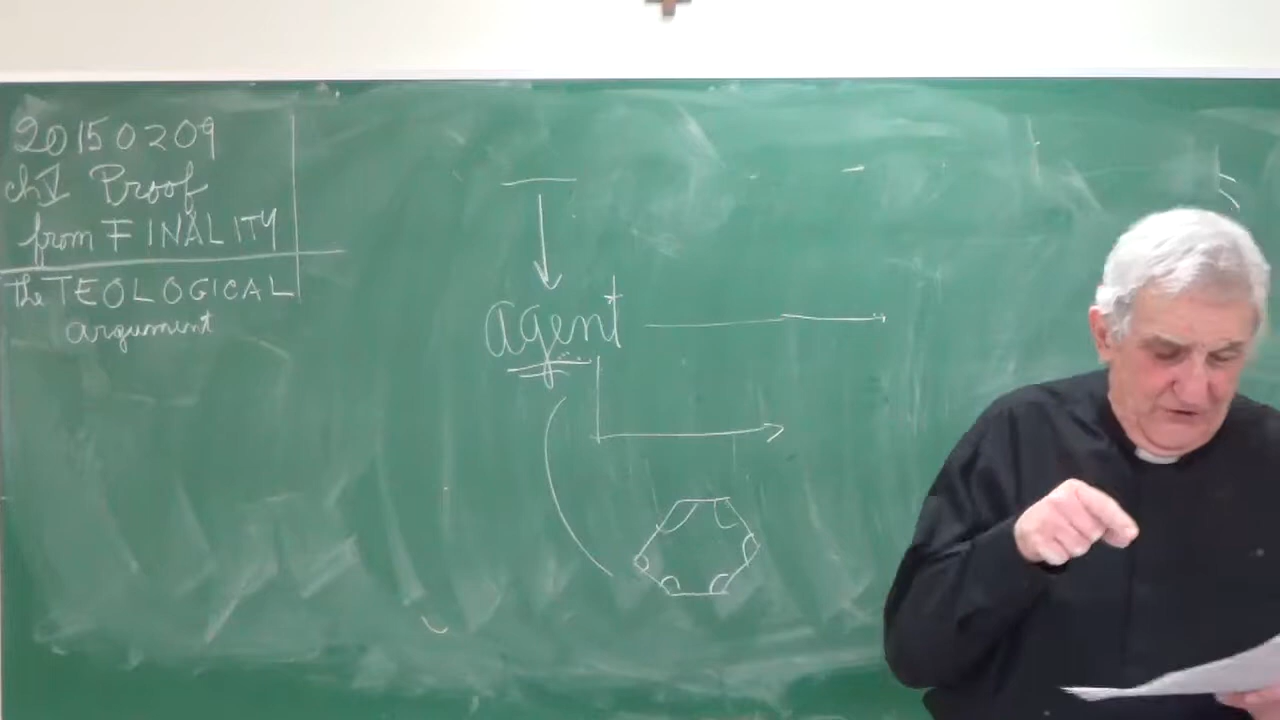 20150209
ch V Proof
from FINALITY
the TEOLOGICAL
argument
agent